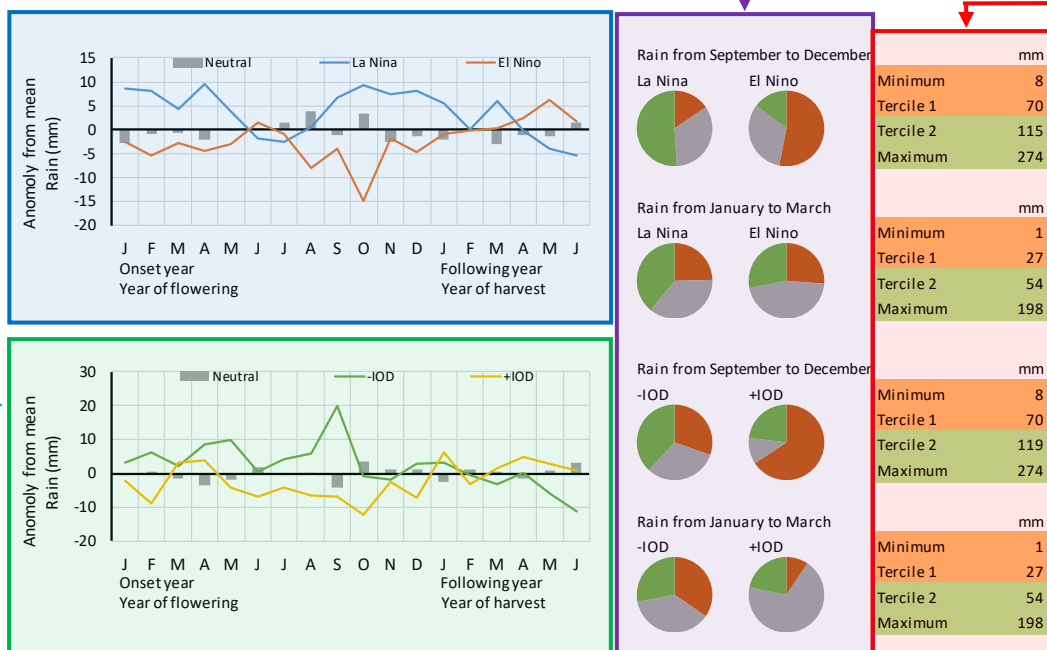 15
10
5
0
-5
-10
-15
-20
Anomoly from mean
Rain (mm)
Neutral La Nina El Nino
J F M A M J J A S O N D J F M A M J
Onset year Following year
Year of flowering Year of harvest
30
20
10
0
-10
-20
Anomoly from mean
Rain (mm)
Neutral -IOD +IOD
J F M A M J J A S O N D J F M A M J
Onset year Following year
Year of flowering Year of harvest
Rain from September to December
La Nina El Nino
Rain from January to March
La Nina El Nino
Rain from September to December
-IOD +IOD
Rain from January to March
-IOD +IOD
mm
Minimum 8
Tercile 1 70
Tercile 2 115
Maximum 274
mm
Minimum 1
Tercile 1 27
Tercile 2 54
Maximum 198
mm
Minimum 8
Tercile 1 70
Tercile 2 119
Maximum 274
mm
Minimum 1
Tercile 1 27
Tercile 2 54
Maximum 198